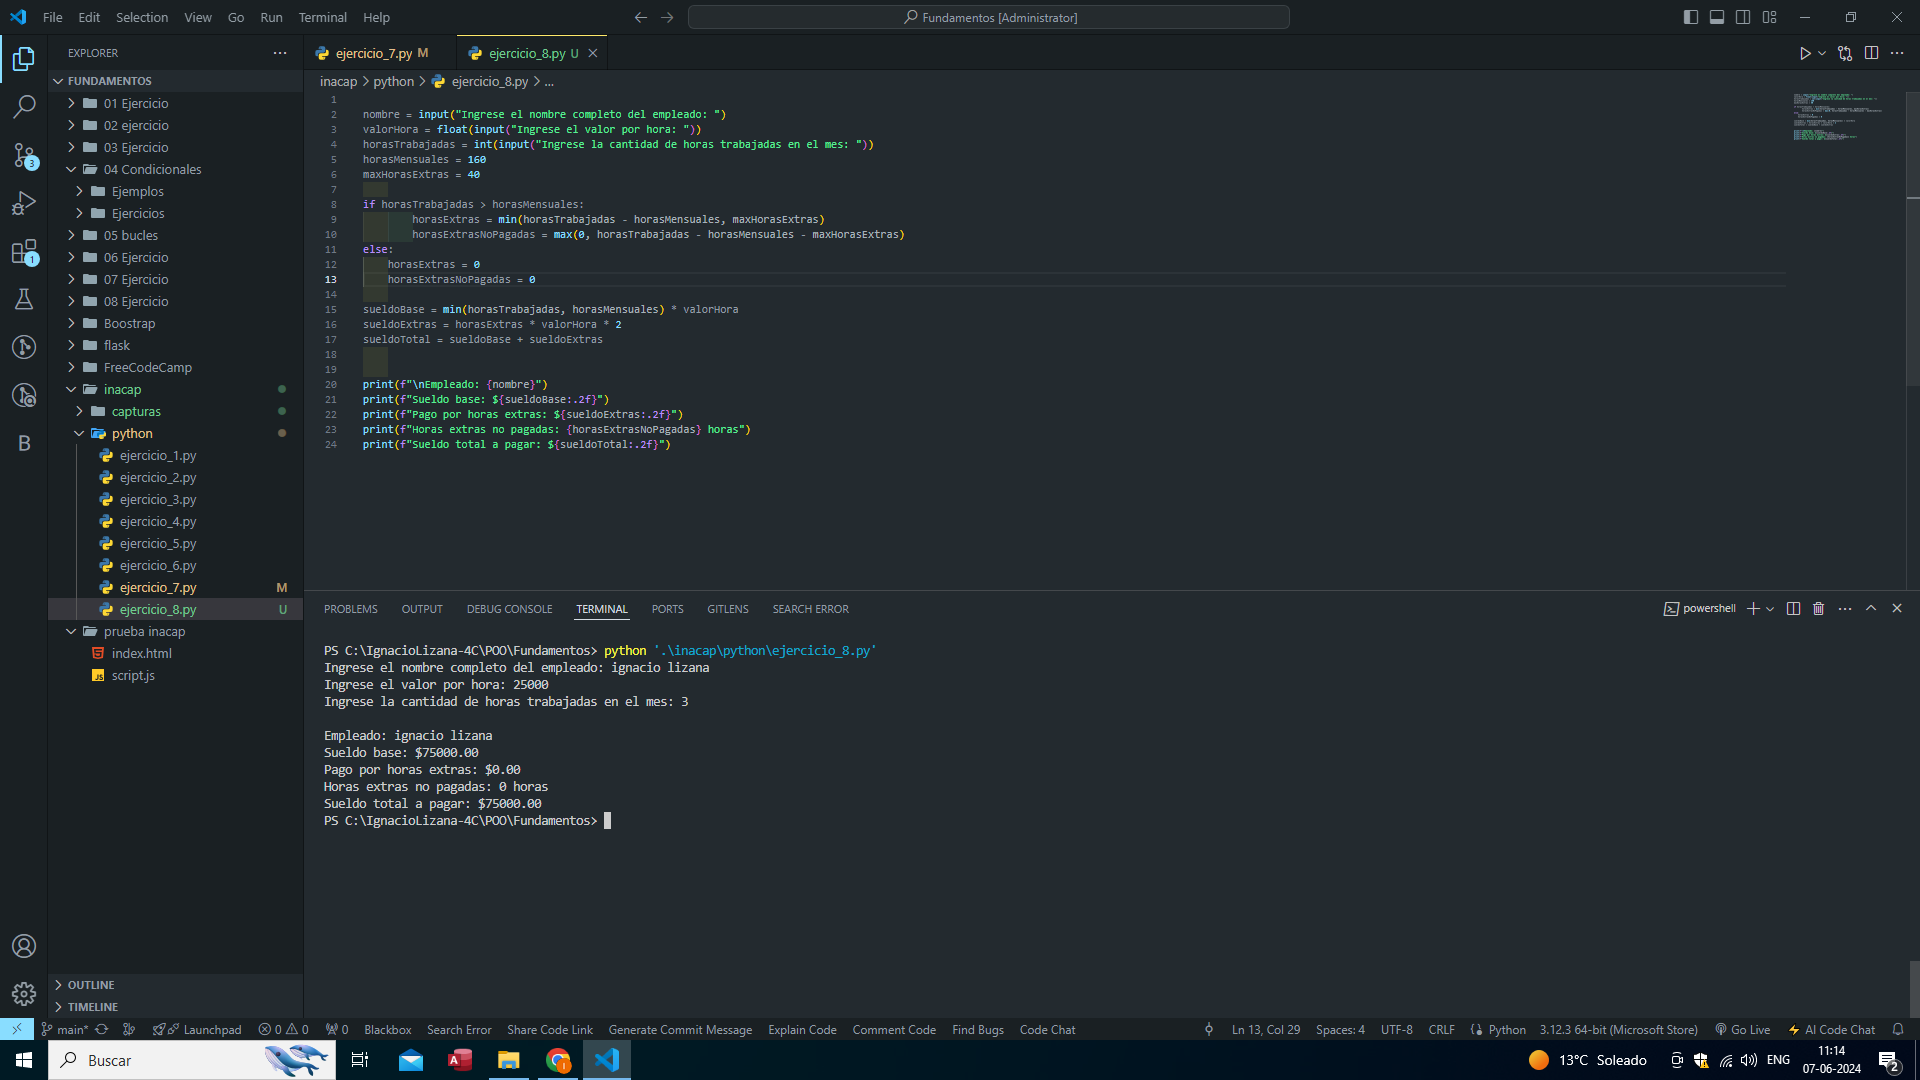 File Edit Selection View Go Run Terminal Help
Fundamentos [Administrator]
EXPLORER
FUNDAMENTOS
01 Ejercicio
02 ejercicio
03 Ejercicio
04 Condicionales
Ejemplos
Ejercicios
05 bucles
06 Ejercicio
07 Ejercicio
08 Ejercicio
Boostrap
flask
FreeCodeCamp
inacap
capturas
python
ejercicio_1.py
ejercicio_2.py
ejercicio_3.py
ejercicio_4.py
ejercicio_5.py
ejercicio_6.py
ejercicio_7.py M
ejercicio_8.py U
prueba inacap
index.html
script.js
OUTLINE
TIMELINE
3
1
B
ejercicio_7.py M ejercicio_8.py U
inacap > python > ejercicio_8.py > ...
1
2 nombre = input("Ingrese el nombre completo del empleado: ")
3 valorHora = float(input("Ingrese el valor por hora: "))
4 horasTrabajadas = int(input("Ingrese la cantidad de horas trabajadas en el mes: "))
5 horasMensuales = 160
6 maxHorasExtras = 40
7
8 if horasTrabajadas > horasMensuales:
9 horasExtras = min(horasTrabajadas - horasMensuales, maxHorasExtras)
10 horasExtrasNoPagadas = max(0, horasTrabajadas - horasMensuales - maxHorasExtras)
11 else:
12 horasExtras = 0
13 horasExtrasNoPagadas = 0
14
15 sueldoBase = min(horasTrabajadas, horasMensuales) * valorHora
16 sueldoExtras = horasExtras * valorHora * 2
17 sueldoTotal = sueldoBase + sueldoExtras
18
19
20 print(f"\nEmpleado: {nombre}")
21 print(f"Sueldo base: ${sueldoBase:.2f}")
22 print(f"Pago por horas extras: ${sueldoExtras:.2f}")
23 print(f"Horas extras no pagadas: {horasExtrasNoPagadas} horas")
24 print(f"Sueldo total a pagar: ${sueldoTotal:.2f}")
PROBLEMS OUTPUT DEBUG CONSOLE TERMINAL PORTS GITLENS SEARCH ERROR
powershell
PS C:\IgnacioLizana-4C\POO\Fundamentos> python '.\inacap\python\ejercicio_8.py'
Ingrese el nombre completo del empleado: ignacio lizana
Ingrese el valor por hora: 25000
Ingrese la cantidad de horas trabajadas en el mes: 3
Empleado: ignacio lizana
Sueldo base: $75000.00
Pago por horas extras: $0.00
Horas extras no pagadas: 0 horas
Sueldo total a pagar: $75000.00
PS C:\IgnacioLizana-4C\POO\Fundamentos>
main* Launchpad 0 0 0 Blackbox Search Error Share Code Link Generate Commit Message Explain Code Comment Code Find Bugs Code Chat Ln 13, Col 29 Spaces: 4 UTF-8 CRLF Python 3.12.3 64-bit (Microsoft Store) Go Live AI Code Chat
Buscar
13°C Soleado
ENG
11:14
07-06-2024
2